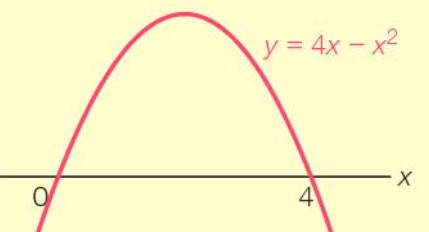 y = 4x − x²
x
0
4